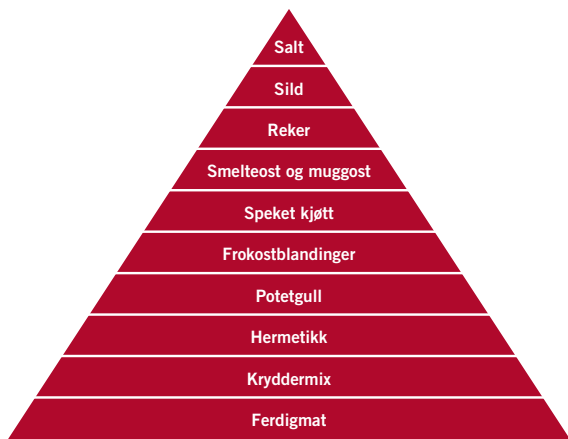 Salt
Sild
Reker
Smelteost og muggost
Speket kjøtt
Frokostblandinger
Potetgull
Hermetikk
Kryddermix
Ferdigmat